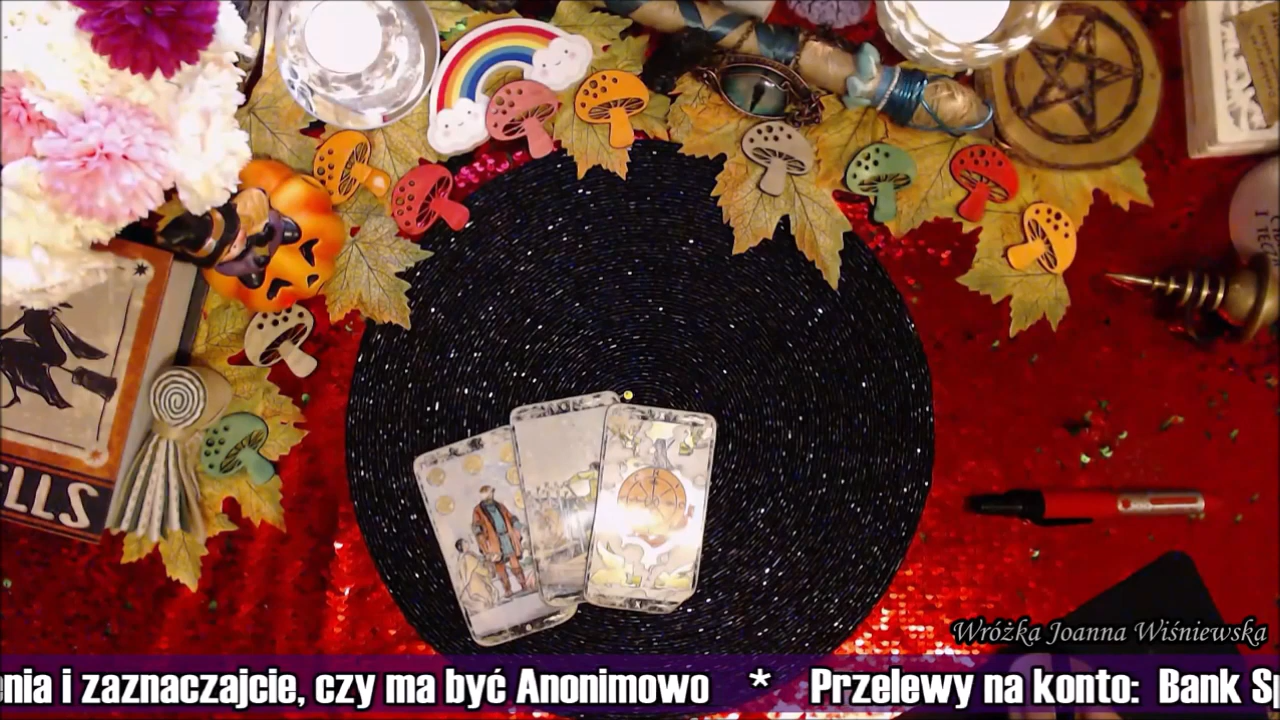 ELLS
Wróżka Joanna Wiśniewska
enia i zaznaczajcie, czy ma być Anonimowo * Przelewy na konto: Bank Sp